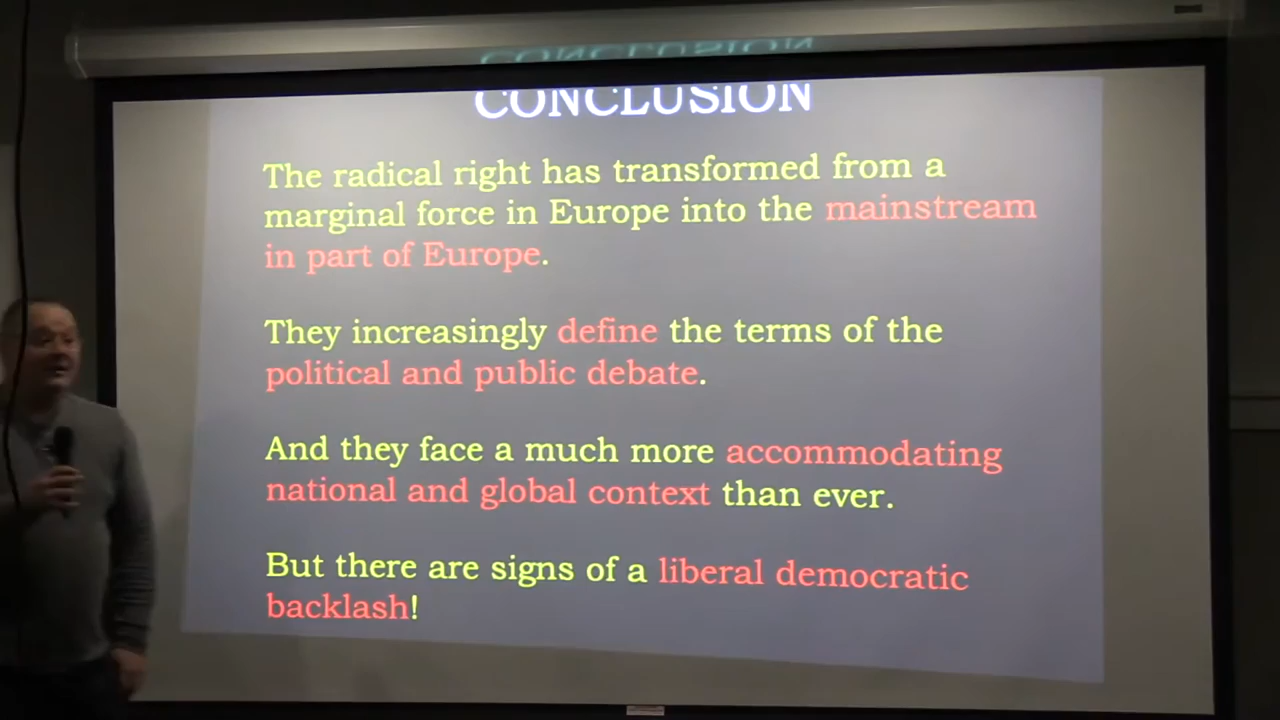 CONCLUSION
The radical right has transformed from a
marginal force in Europe into the mainstream
in part of Europe.
They increasingly define the terms of the
political and public debate.
And they face a much more accommodating
national and global context than ever.
But there are signs of a liberal democratic
backlash!